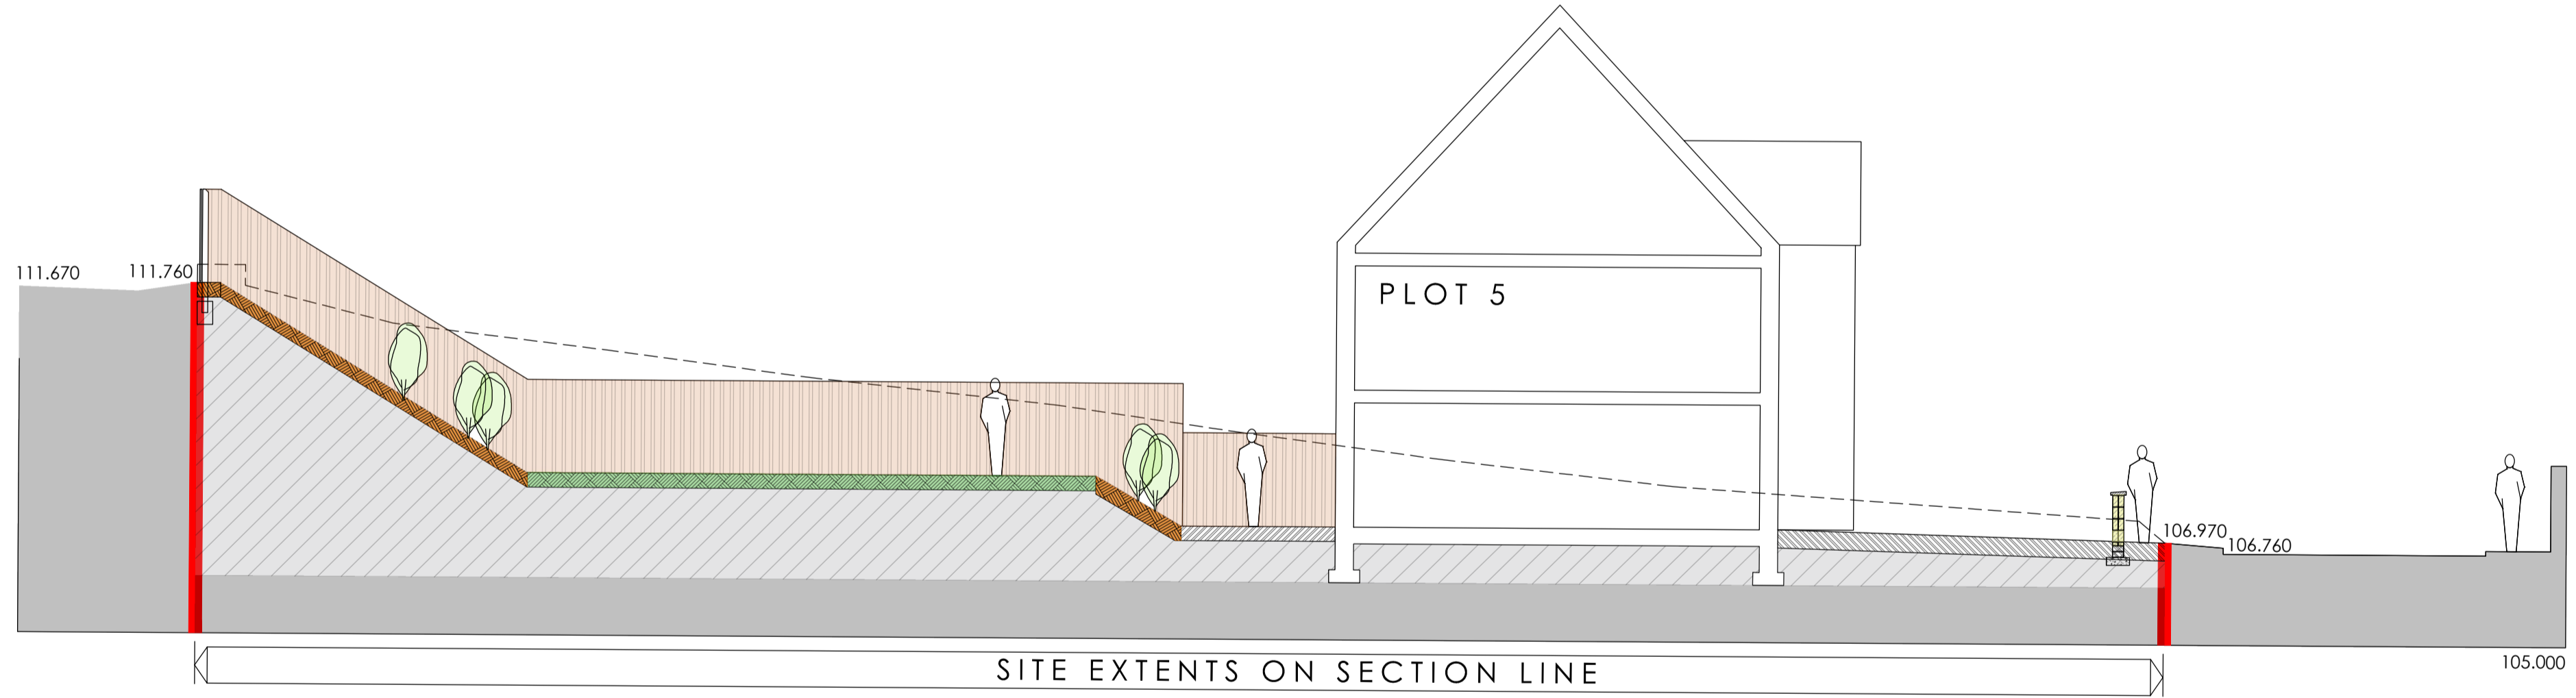 111.670
111.760
PLOT 5
106.970
106.760
105.000
SITE EXTENTS ON SECTION LINE